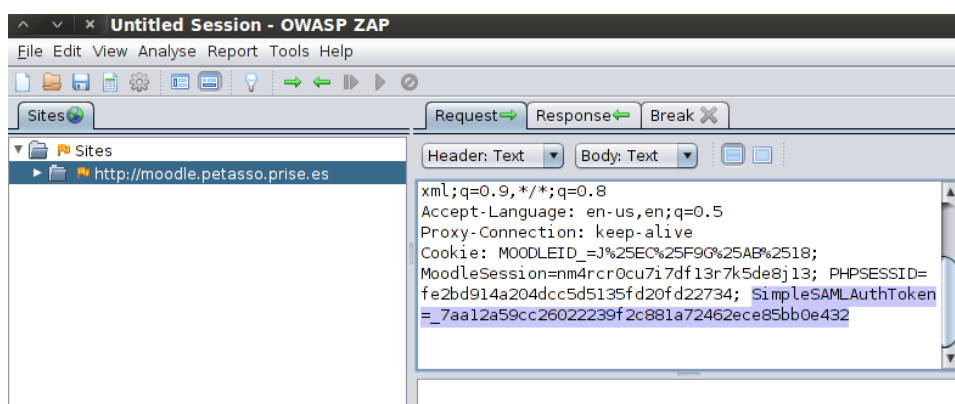 Untitled Session - OWASP ZAP
File Edit View Analyse Report Tools Help
Sites
Request Response Break
Sites
http://moodle.petasso.prise.es
Header: Text Body: Text
xml;q=0.9,*/*;q=0.8
Accept-Language: en-us,en;q=0.5
Proxy-Connection: keep-alive
Cookie: MOODLEID_=J%25EC%25F9G%25AB%2518;
MoodleSession=nm4rcr0cu7i7df13r7k5de8j13; PHPSESSID=
fe2bd914a204dcc5d5135fd20fd22734; SimpleSAMLAuthToken
=_7aa12a59cc26022239f2c881a72462ece85bb0e432